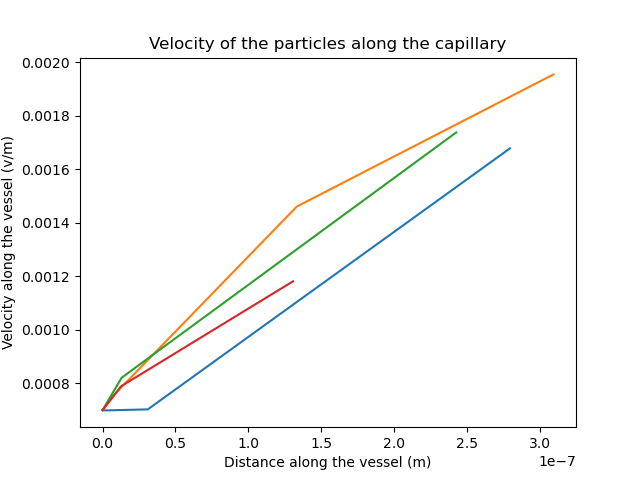 Velocity of the particles along the capillary
0.0020
0.0018
0.0016
0.0014
0.0012
0.0010
0.0008
Velocity along the vessel (v/m)
0.0 0.5 1.0 1.5 2.0 2.5 3.0
1e−7
Distance along the vessel (m)